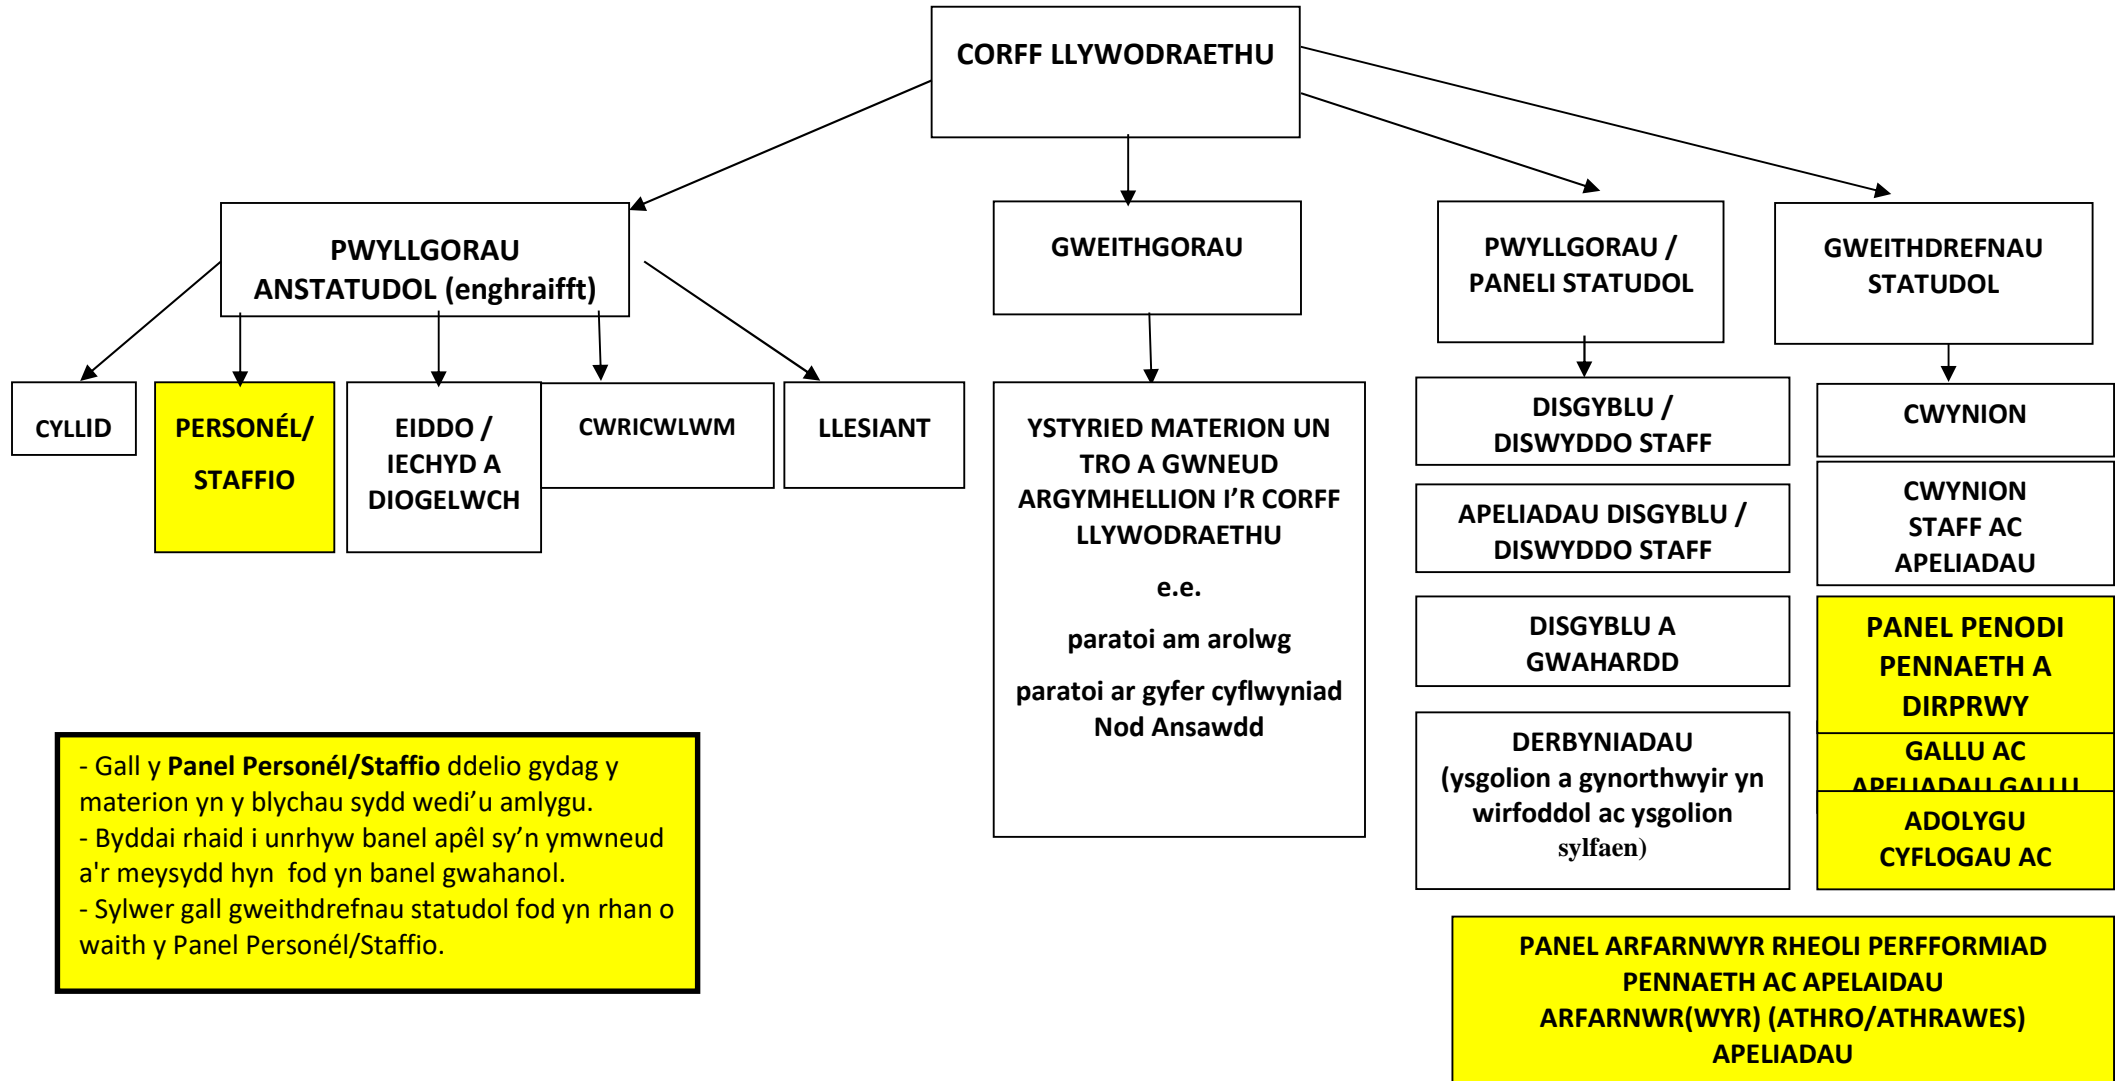 CORFF LLYWODRAETHU
PWYLLGORAU
ANSTATUDOL (enghraifft)
GWEITHGORAU
PWYLLGORAU /
PANELI STATUDOL
GWEITHDREFNAU
STATUDOL
CYLLID
PERSONÉL/
STAFFIO
EIDDO /
IECHYD A
DIOGELWCH
CWRICWLWM
LLESIANT
YSTYRIED MATERION UN
TRO A GWNEUD
ARGYMHELLION I’R CORFF
LLYWODRAETHU
e.e.
paratoi am arolwg
paratoi ar gyfer cyflwyniad
Nod Ansawdd
DISGYBLU /
DISWYDDO STAFF
APELIADAU DISGYBLU /
DISWYDDO STAFF
DISGYBLU A
GWAHARDD
DERBYNIADAU
(ysgolion a gynorthwyir yn
wirfoddol ac ysgolion
sylfaen)
CWYNION
CWYNION
STAFF AC
APELIADAU
PANEL PENODI
PENNAETH A
DIRPRWY
GALLU AC
APELIADAU GALLU
ADOLYGU
CYFLOGAU AC
- Gall y Panel Personél/Staffio ddelio gydag y
materion yn y blychau sydd wedi’u amlygu.
- Byddai rhaid i unrhyw banel apêl sy’n ymwneud
a'r meysydd hyn fod yn banel gwahanol.
- Sylwer gall gweithdrefnau statudol fod yn rhan o
waith y Panel Personél/Staffio.
PANEL ARFARNWYR RHEOLI PERFFORMIAD
PENNAETH AC APELAIDAU
ARFARNWR(WYR) (ATHRO/ATHRAWES)
APELIADAU